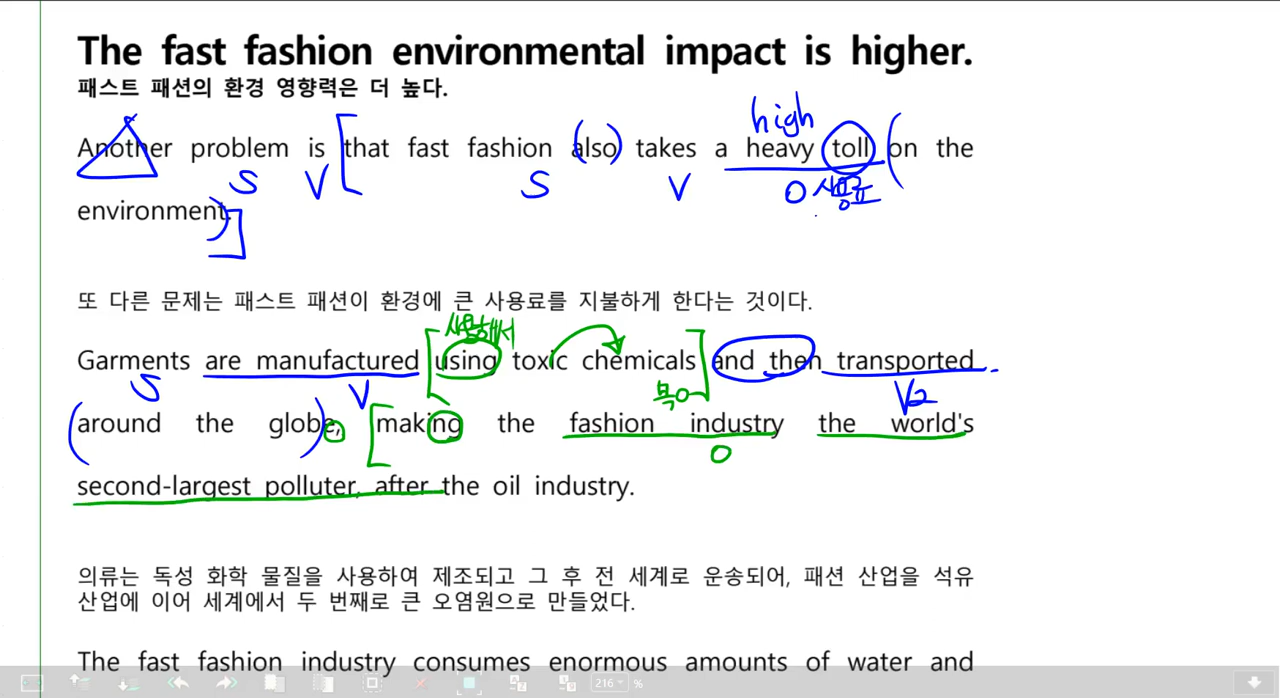 The fast fashion environmental impact is higher.
패스트 패션의 환경 영향력은 더 높다.
high
Another problem is that fast fashion also takes a heavy toll on the
S V S V O 사용료
environment.
또 다른 문제는 패스트 패션이 환경에 큰 사용료를 지불하게 한다는 것이다.
사용해서
Garments are manufactured using toxic chemicals and then transported
S V 복수 V2
around the globe, making the fashion industry the world's
O
second-largest polluter, after the oil industry.
의류는 독성 화학 물질을 사용하여 제조되고 그 후 전 세계로 운송되어, 패션 산업을 석유
산업에 이어 세계에서 두 번째로 큰 오염원으로 만들었다.
The fast fashion industry consumes enormous amounts of water and
216 %